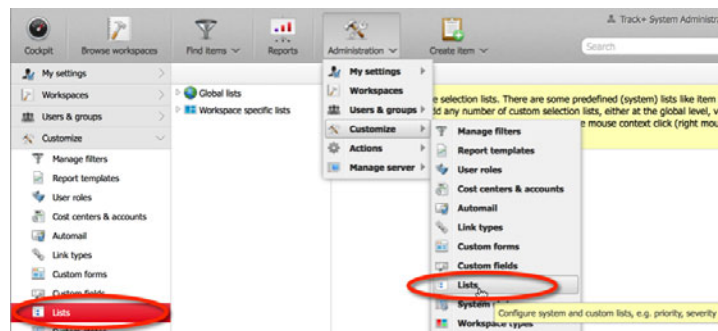 Track+ System Administra
Cockpit
Browse workspaces
Find items
Reports
Administration
Create item
Search
My settings
Workspaces
Users & groups
Customize
Manage filters
Report templates
User roles
Cost centers & accounts
Automail
Link types
Custom forms
Custom fields
Lists
Global lists
Workspace specific lists
My settings
Workspaces
Users & groups
Customize
Actions
Manage server
e selection lists. There are some predefined (system) lists like item
dd any number of custom selection lists, either at the global level, v
e mouse context click (right mou
Manage filters
Report templates
User roles
Cost centers & accounts
Automail
Link types
Custom forms
Custom fields
Lists
System
Configure system and custom lists, e.g. priority, severity
Workspace types